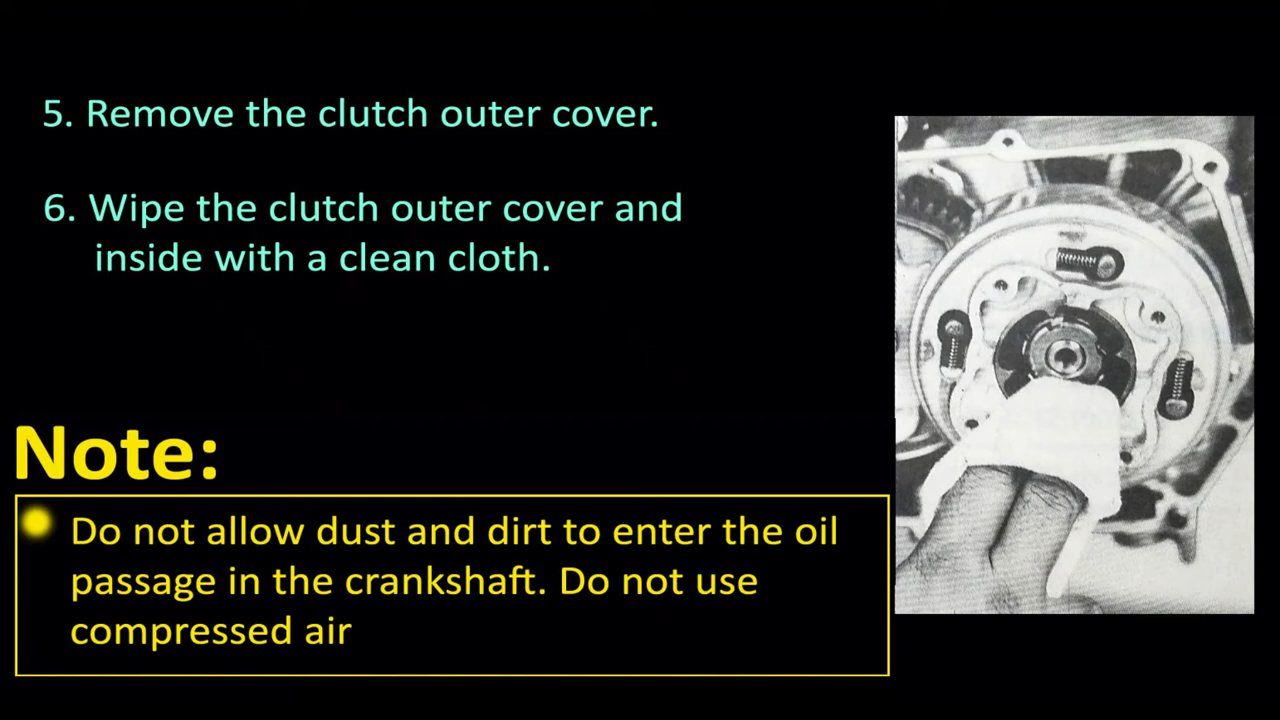 5. Remove the clutch outer cover.
6. Wipe the clutch outer cover and
inside with a clean cloth.
Note:
Do not allow dust and dirt to enter the oil
passage in the crankshaft. Do not use
compressed air